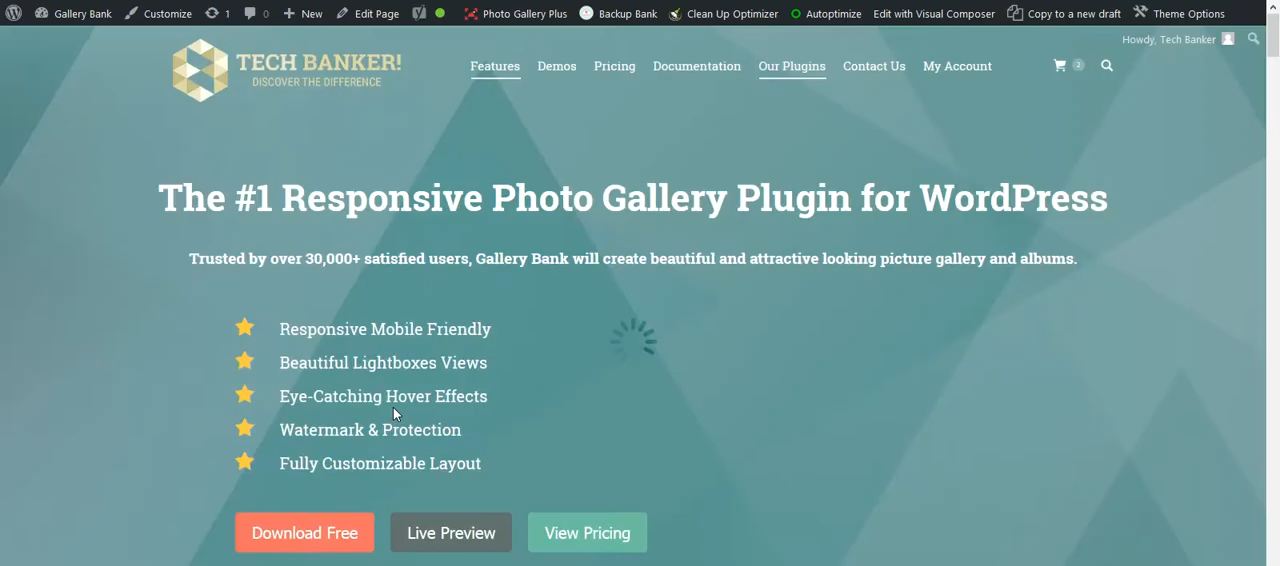 Gallery Bank Customize 1 0 New Edit Page Photo Gallery Plus Backup Bank Clean Up Optimizer Autoptimize Edit with Visual Composer Copy to a new draft Theme Options
Howdy, Tech Banker
TECH BANKER!
DISCOVER THE DIFFERENCE
Features Demos Pricing Documentation Our Plugins Contact Us My Account 2
The #1 Responsive Photo Gallery Plugin for WordPress
Trusted by over 30,000+ satisfied users, Gallery Bank will create beautiful and attractive looking picture gallery and albums.
Responsive Mobile Friendly
Beautiful Lightboxes Views
Eye-Catching Hover Effects
Watermark & Protection
Fully Customizable Layout
Download Free Live Preview View Pricing